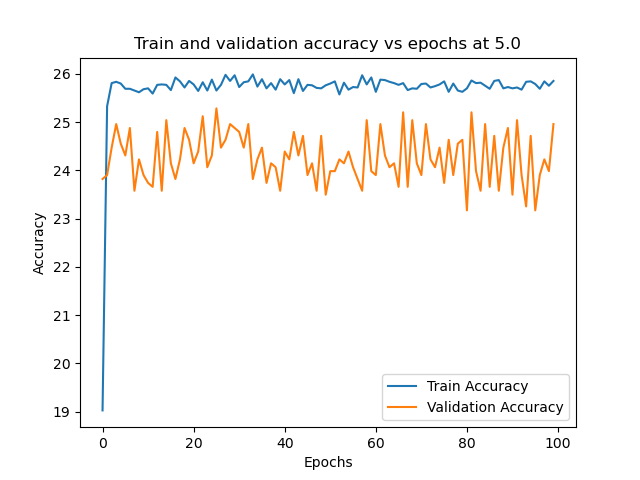 Train and validation accuracy vs epochs at 5.0
26
25
24
23
22
21
20
19
Accuracy
0
20
40
60
80
100
Epochs
Train Accuracy
Validation Accuracy